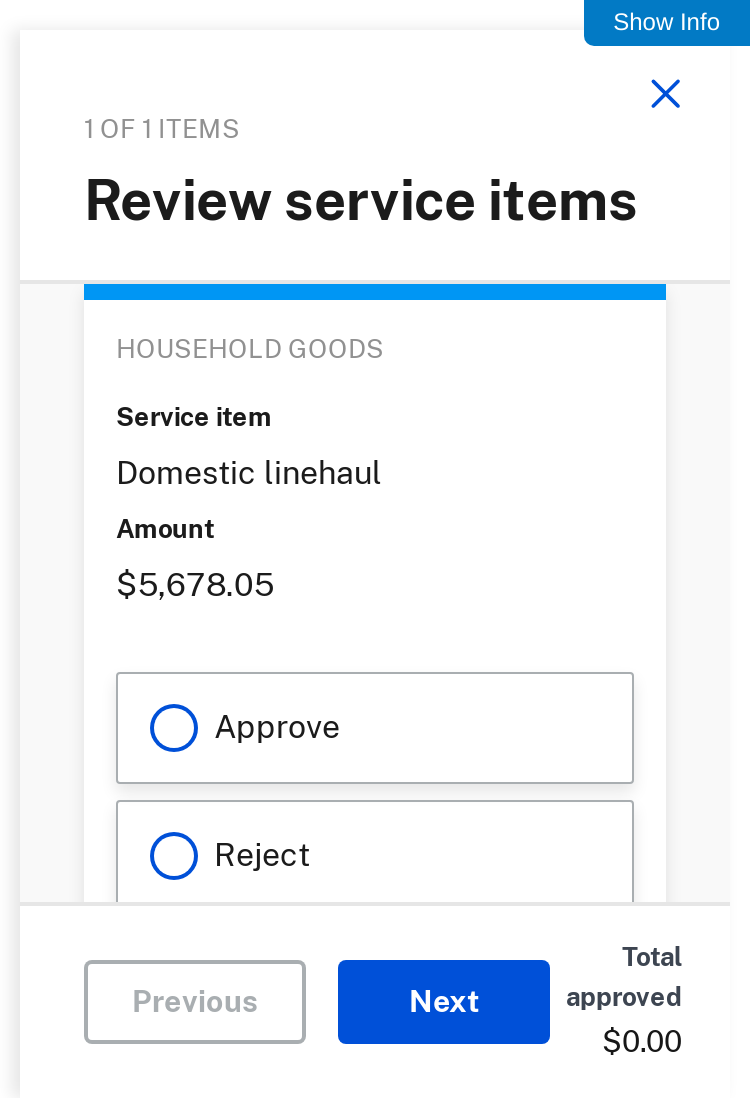 Show Info
1 OF 1 ITEMS
Review service items
HOUSEHOLD GOODS
Service item
Domestic linehaul
Amount
$5,678.05
Approve
Reject
Previous
Next
Total
approved
$0.00